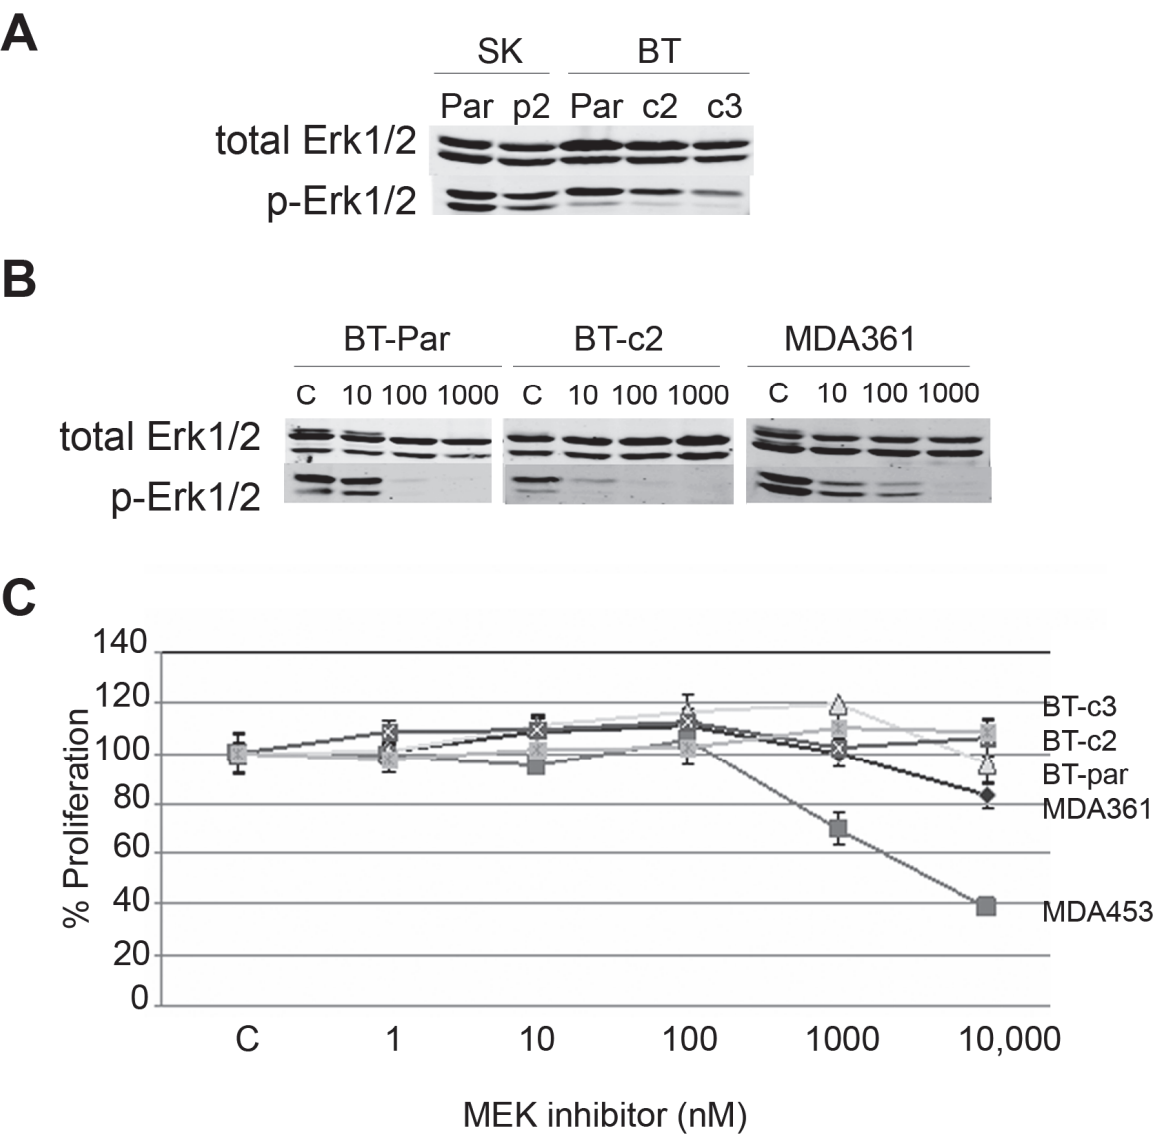 A
SK BT
Par p2 Par c2 c3
total Erk1/2
p-Erk1/2
B
BT-Par BT-c2 MDA361
C 10 100 1000 C 10 100 1000 C 10 100 1000
total Erk1/2
p-Erk1/2
C
140
120
100
80
60
40
20
0
% Proliferation
BT-c3
BT-c2
BT-par
MDA361
MDA453
C 1 10 100 1000 10,000
MEK inhibitor (nM)